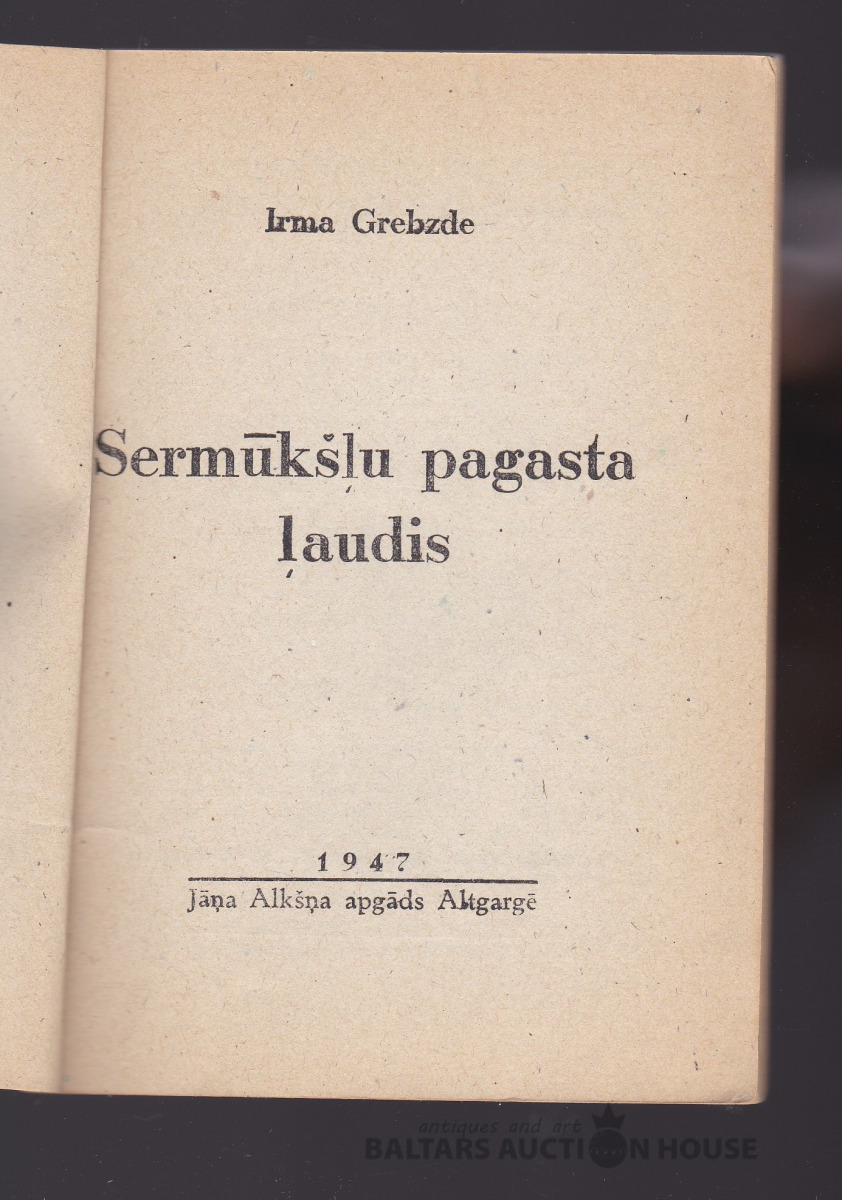 Irma Grebzde
Sermūkšļu pagasta
ļaudis
1947
Jāņa Alkšņa apgāds Altgargē
antiques and art
BALTARS AUCTION HOUSE